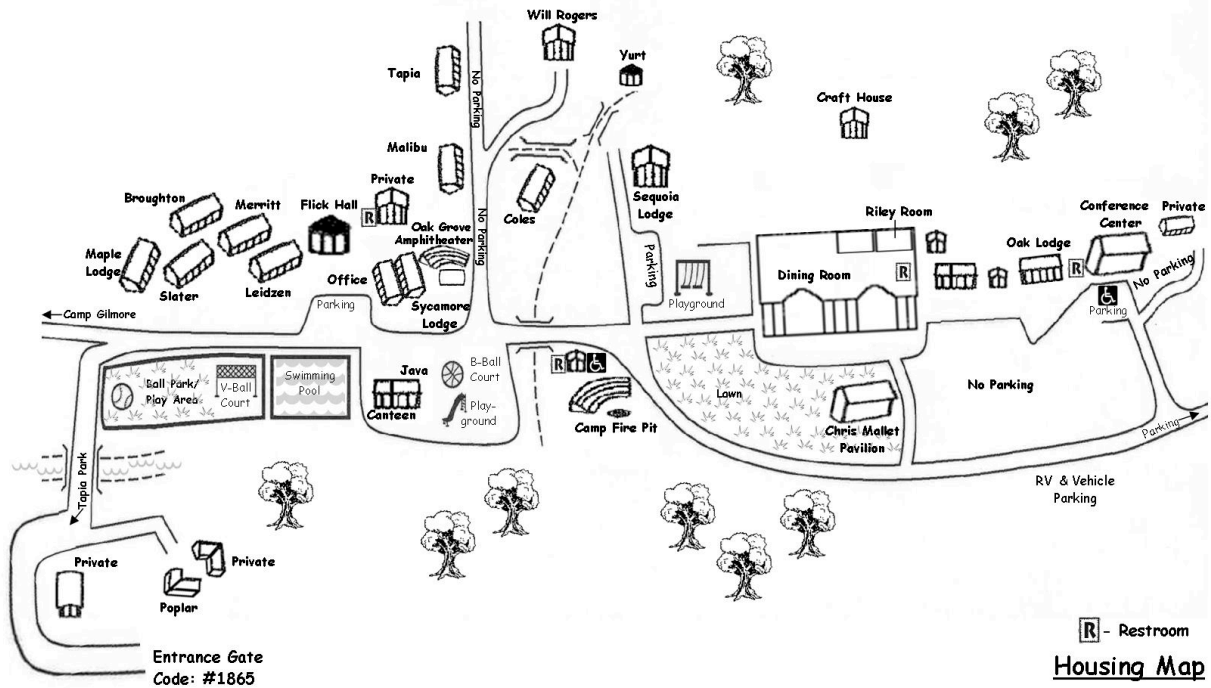 Will Rogers
Yurt
Tapia
No Parking
Craft House
Malibu
Private
Sequoia
Lodge
Coles
Broughton
Merritt
Flick Hall
R
Oak Grove
Amphitheater
No Parking
Riley Room
Conference
Center
Private
Maple
Lodge
Slater
Leidzen
Office
Sycamore
Lodge
Parking
Parking
Playground
Dining Room
R
Oak Lodge
R
No Parking
Parking
Camp Gilmore
Ball Park/
Play Area
V-Ball
Court
Swimming
Pool
Java
Canteen
B-Ball
Court
Play-
ground
R
Camp Fire Pit
Lawn
Chris Mallet
Pavilion
No Parking
Parking
RV & Vehicle
Parking
Tapia Park
Private
Private
Poplar
Entrance Gate
Code: #1865
R - Restroom
Housing Map